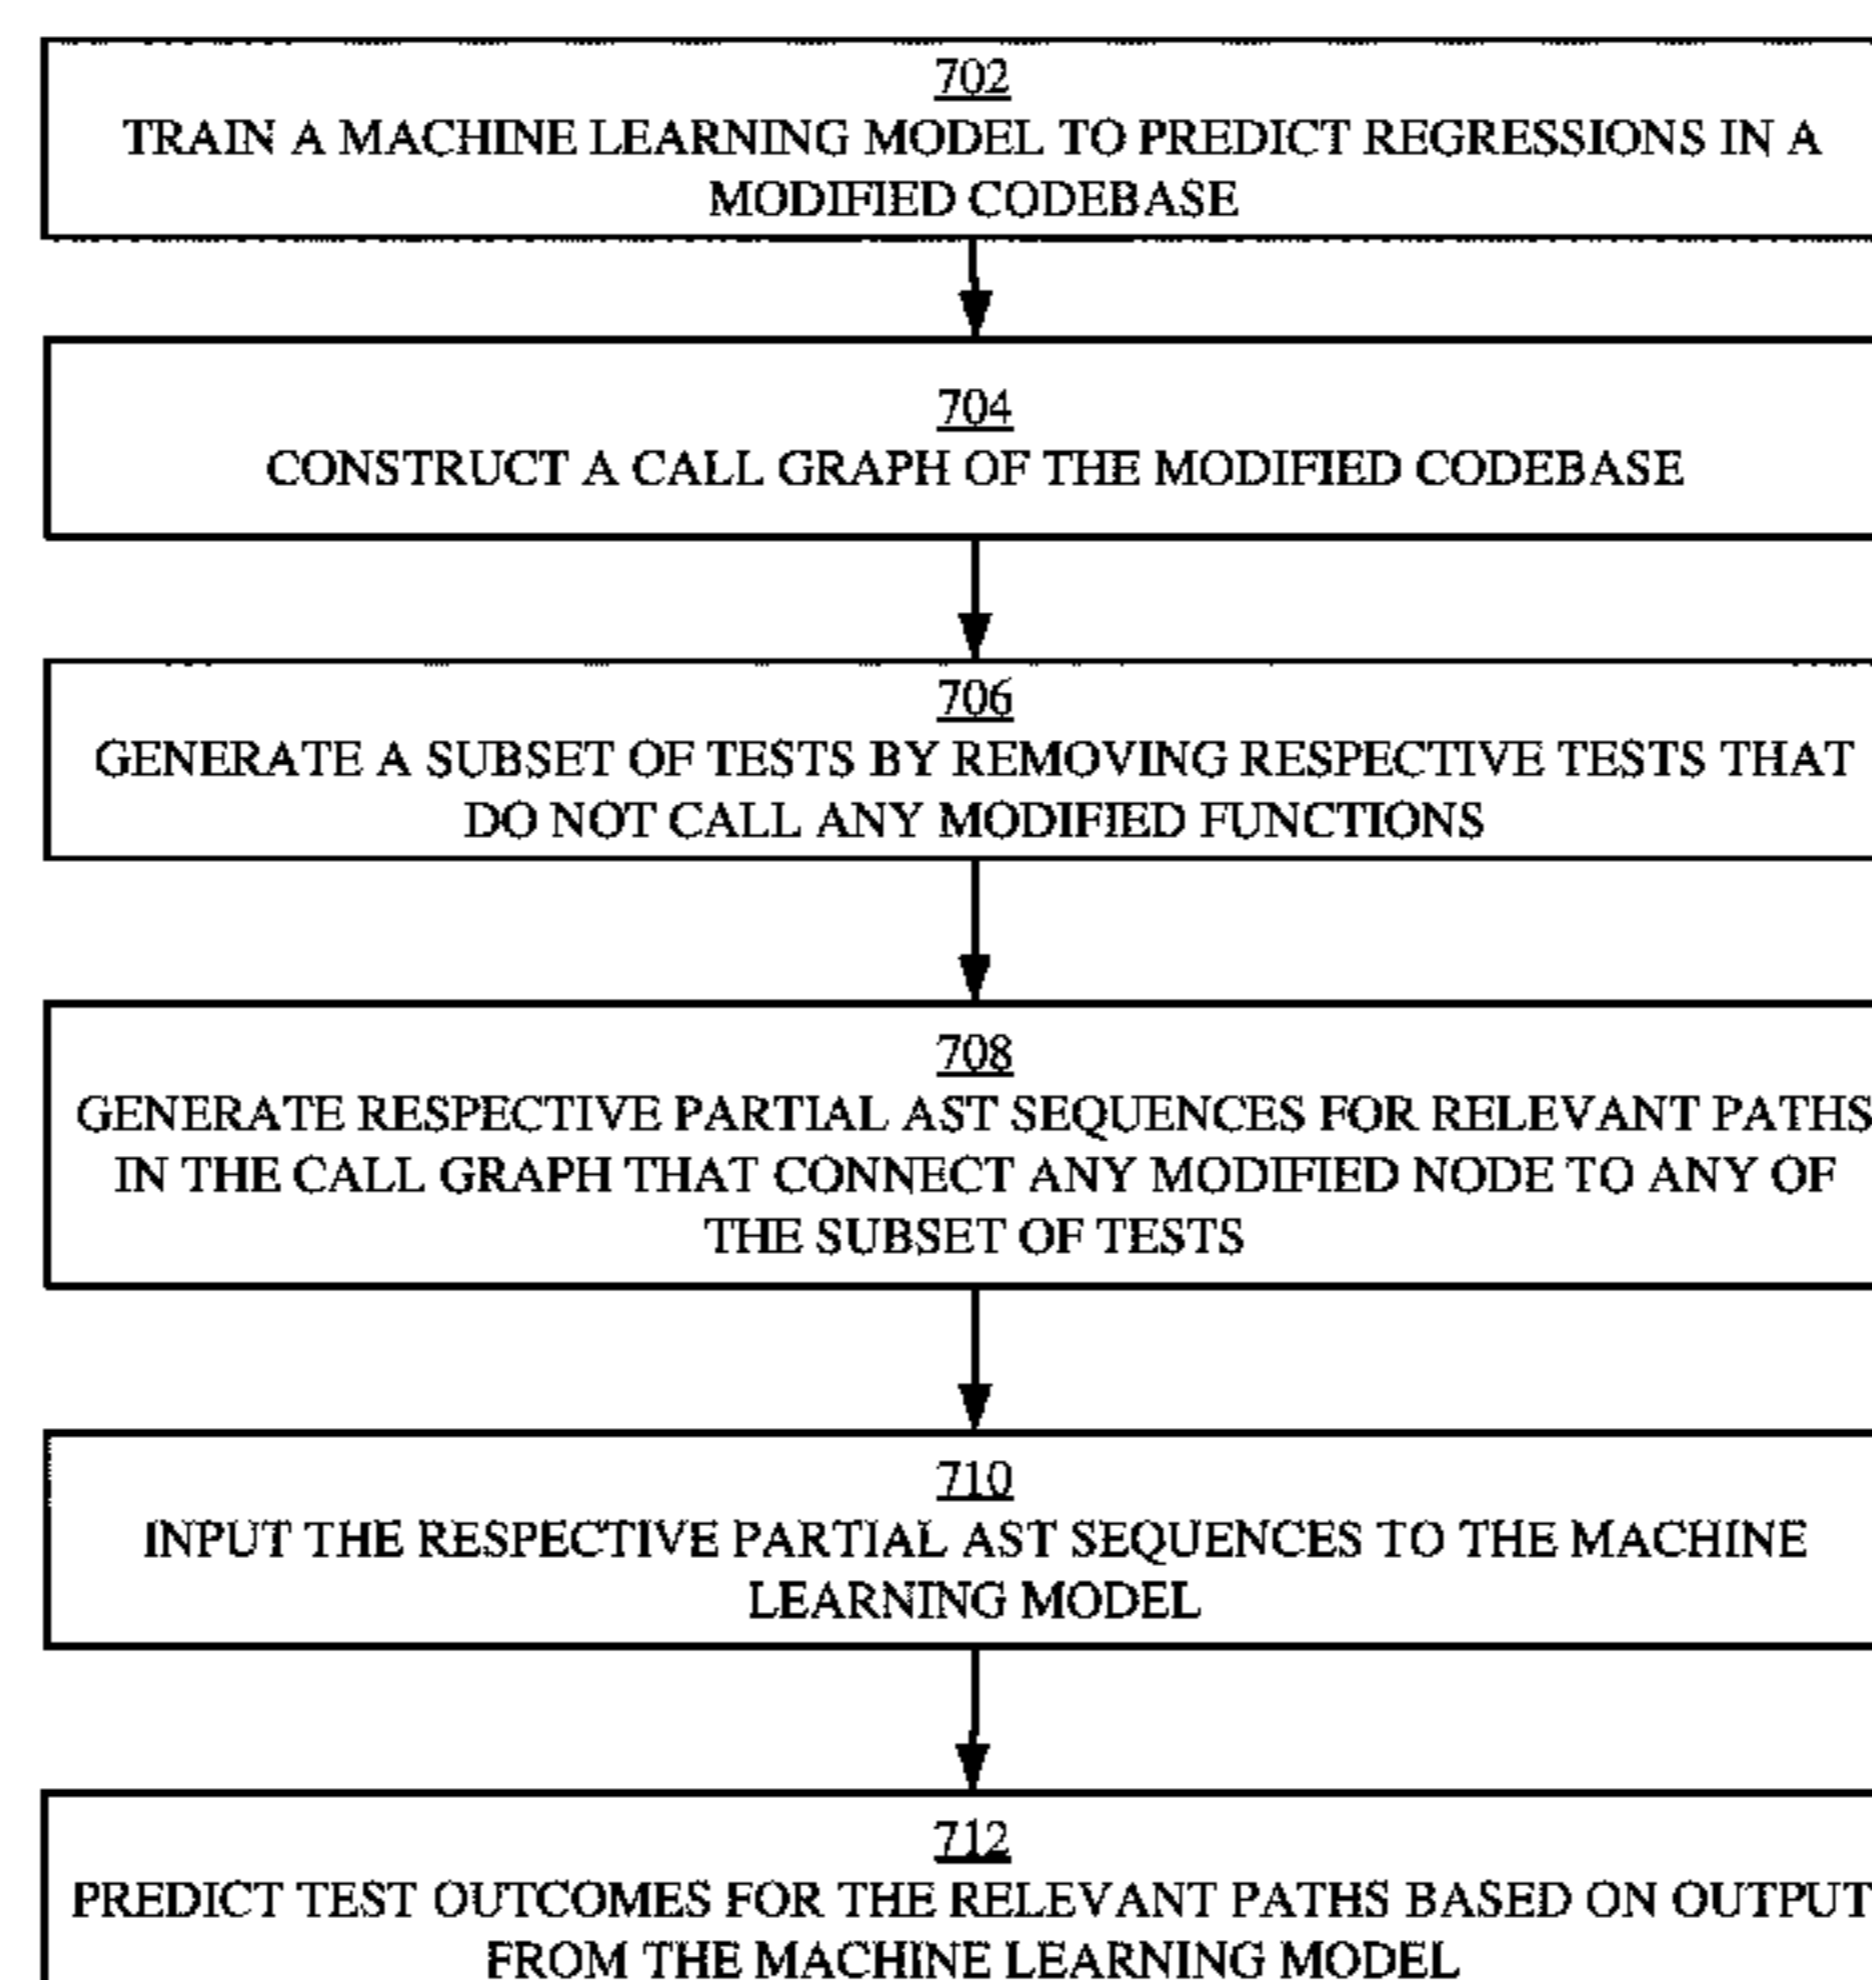 702
TRAIN A MACHINE LEARNING MODEL TO PREDICT REGRESSIONS IN A
MODIFIED CODEBASE
704
CONSTRUCT A CALL GRAPH OF THE MODIFIED CODEBASE
706
GENERATE A SUBSET OF TESTS BY REMOVING RESPECTIVE TESTS THAT
DO NOT CALL ANY MODIFIED FUNCTIONS
708
GENERATE RESPECTIVE PARTIAL AST SEQUENCES FOR RELEVANT PATHS
IN THE CALL GRAPH THAT CONNECT ANY MODIFIED NODE TO ANY OF
THE SUBSET OF TESTS
710
INPUT THE RESPECTIVE PARTIAL AST SEQUENCES TO THE MACHINE
LEARNING MODEL
712
PREDICT TEST OUTCOMES FOR THE RELEVANT PATHS BASED ON OUTPUT
FROM THE MACHINE LEARNING MODEL